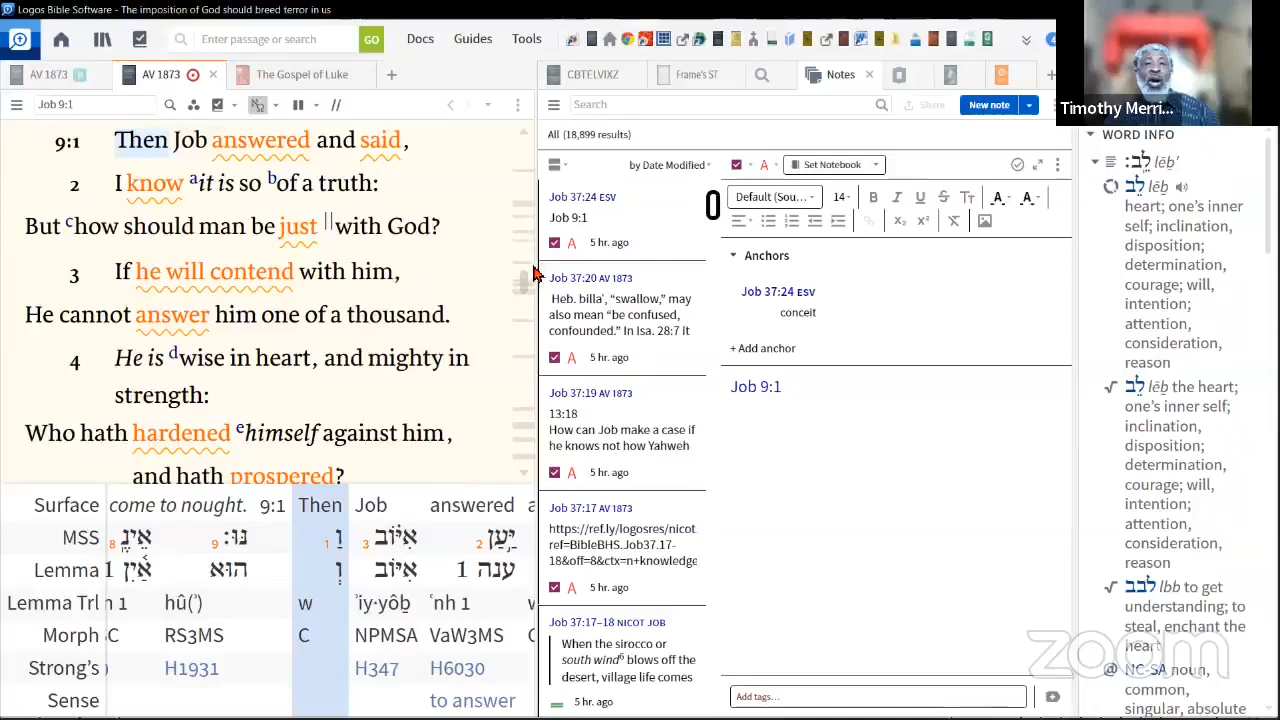 Logos Bible Software - The imposition of God should breed terror in us
Enter passage or search GO Docs Guides Tools
AV 1873 AV 1873 The Gospel of Luke
CBTELVIXZ Frame's ST Notes
Timothy Merri...
Job 9:1
Search Share New note
9:1 Then Job answered and said,
2 I know a it is so b of a truth:
But c how should man be just || with God?
3 If he will contend with him,
He cannot answer him one of a thousand.
4 He is d wise in heart, and mighty in
strength:
Who hath hardened e himself against him,
and hath prospered?
Surface come to nought. 9:1 Then Job answered
MSS 8 9 נּוּ׃ 1 וַ 3 אִיּ֗וֹב 2 יַּ֥עַן
Lemma 1 אַ֫יִן הוּא וְ אִיּוֹב ענה 1
Lemma Trl 1 hû(ʾ) w ʾiy·yôḇ ʿnh 1
Morph C RS3MS C NPMSA VaW3MS
Strong's H1931 H347 H6030
Sense to answer
All (18,899 results)
by Date Modified
Job 37:24 ESV
Job 9:1
A 5 hr. ago
Job 37:20 AV 1873
Heb. billaʿ, “swallow,” may
also mean “be confused,
confounded.” In Isa. 28:7 it
A 5 hr. ago
Job 37:19 AV 1873
13:18
How can Job make a case if
he knows not how Yahweh
A 5 hr. ago
Job 37:17 AV 1873
https://ref.ly/logosres/nicot.
ref=BibleBHS.Job37.17-
18&off=8&ctx=n+knowledge
A 5 hr. ago
Job 37:17–18 NICOT JOB
When the sirocco or
south wind6 blows off the
desert, village life comes
5 hr. ago
A Set Notebook
Default (Sou... 14 B I U S Tt A A
Anchors
Job 37:24 ESV
conceit
+ Add anchor
Job 9:1
Add tags...
WORD INFO
לֵֽב׃ lēḇʹ
לֵב lēḇ
heart; one’s inner
self; inclination,
disposition;
determination,
courage; will,
intention;
attention,
consideration,
reason
√ לֵב lēḇ the heart;
one’s inner self;
inclination,
disposition;
determination,
courage; will,
intention;
attention,
consideration,
reason
√ לבב lbb to get
understanding; to
steal, enchant the
heart
@ NC-SA noun,
common,
singular, absolute
zoom